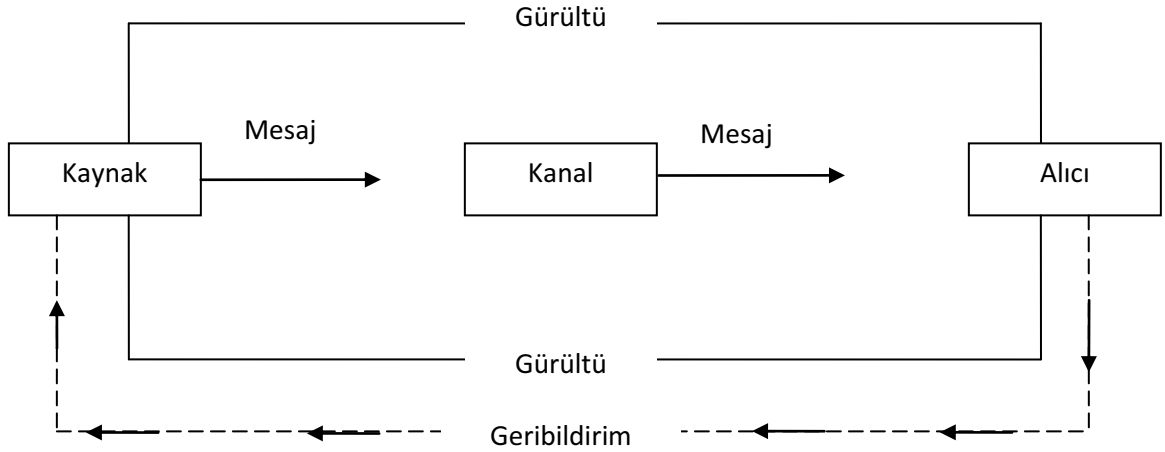 Gürültü
Mesaj
Mesaj
Kaynak
Kanal
Alıcı
Gürültü
Geribildirim